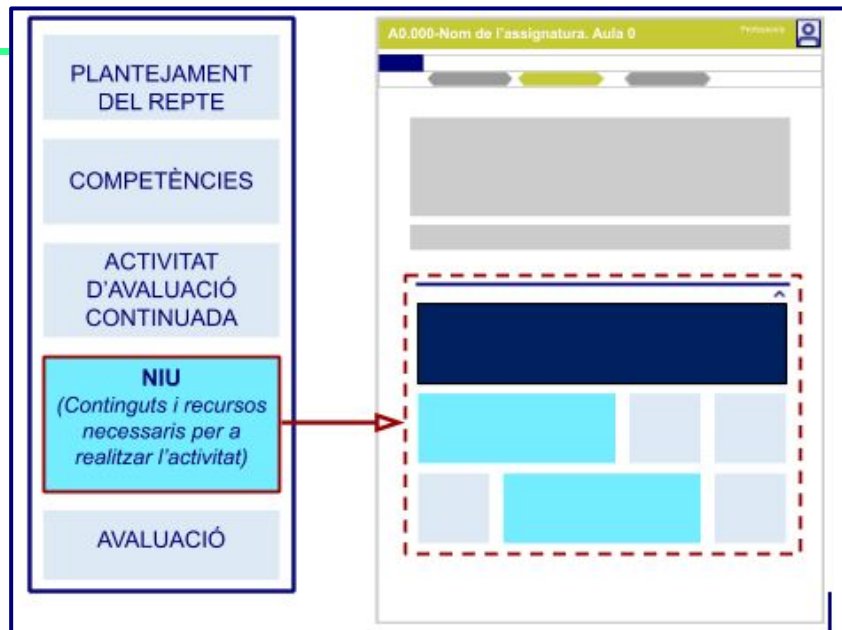 PLANTEJAMENT
DEL REPTE
COMPETÈNCIES
ACTIVITAT
D'AVALUACIÓ
CONTINUADA
NIU
(Continguts i recursos
necessaris per a
realitzar l'activitat)
AVALUACIÓ
A0.000-Nom de l'assignatura. Aula 0